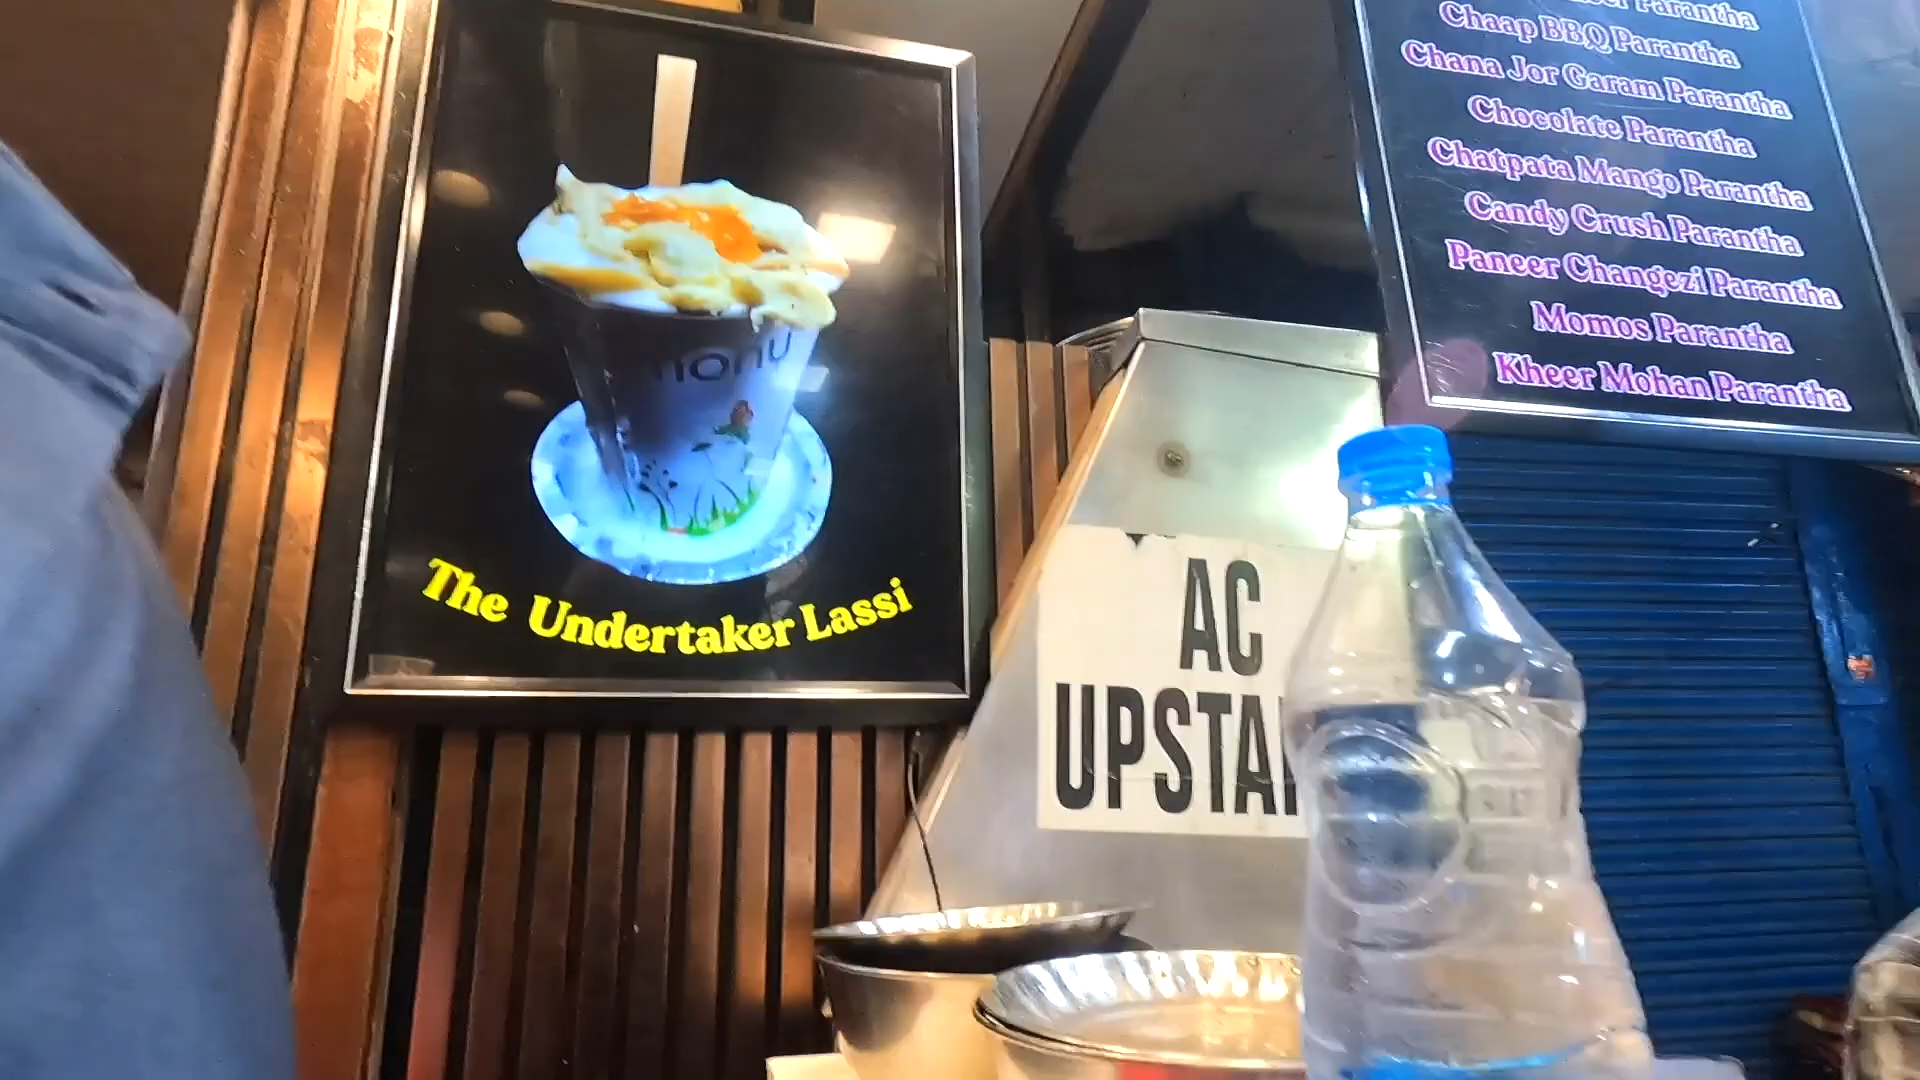 Parantha
Chaap BBQ Parantha
Chana Jor Garam Parantha
Chocolate Parantha
Chatpata Mango Parantha
Candy Crush Parantha
Paneer Changezi Parantha
Momos Parantha
Kheer Mohan Parantha
The Undertaker Lassi
AC